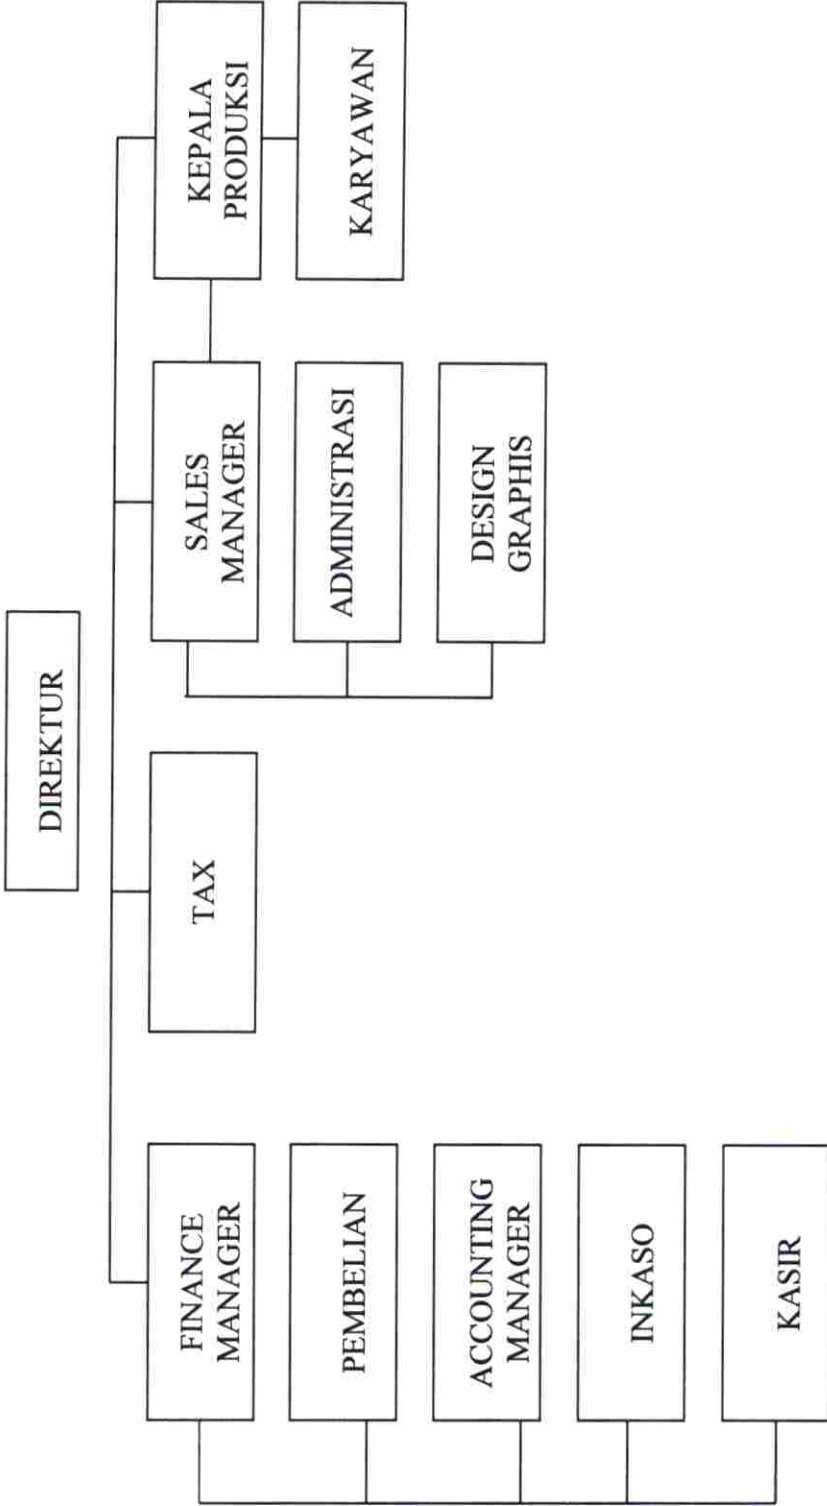 DIREKTUR
FINANCE
MANAGER
TAX
SALES
MANAGER
KEPALA
PRODUKSI
PEMBELIAN
ADMINISTRASI
KARYAWAN
ACCOUNTING
MANAGER
DESIGN
GRAPHIS
INKASO
KASIR